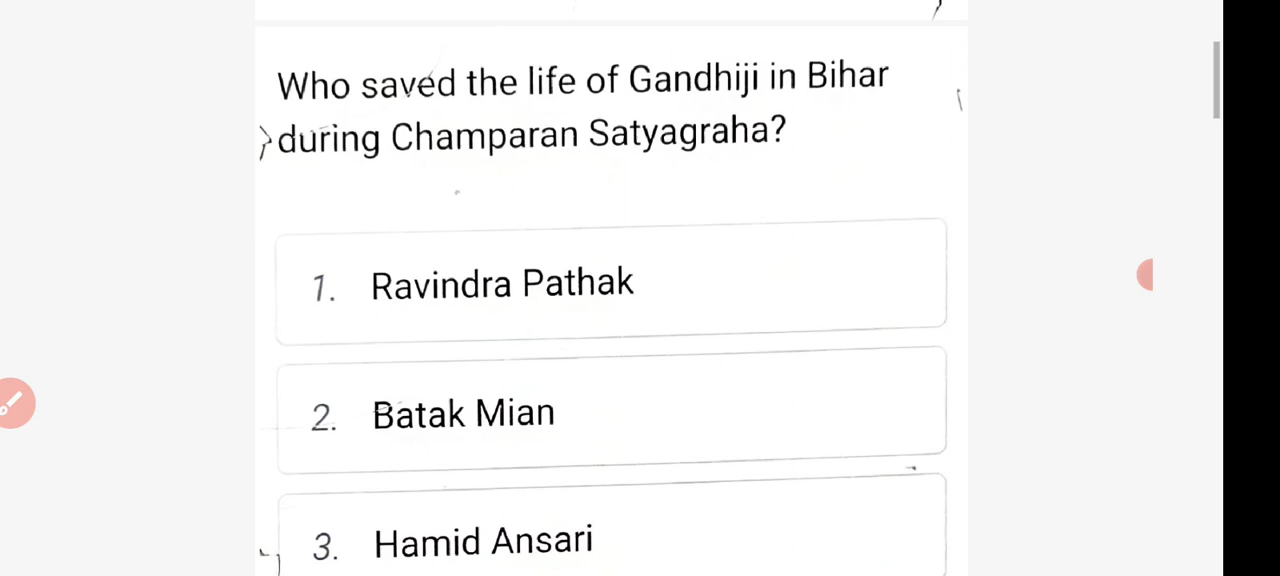 Who saved the life of Gandhiji in Bihar
during Champaran Satyagraha?
1. Ravindra Pathak
2. Batak Mian
3. Hamid Ansari